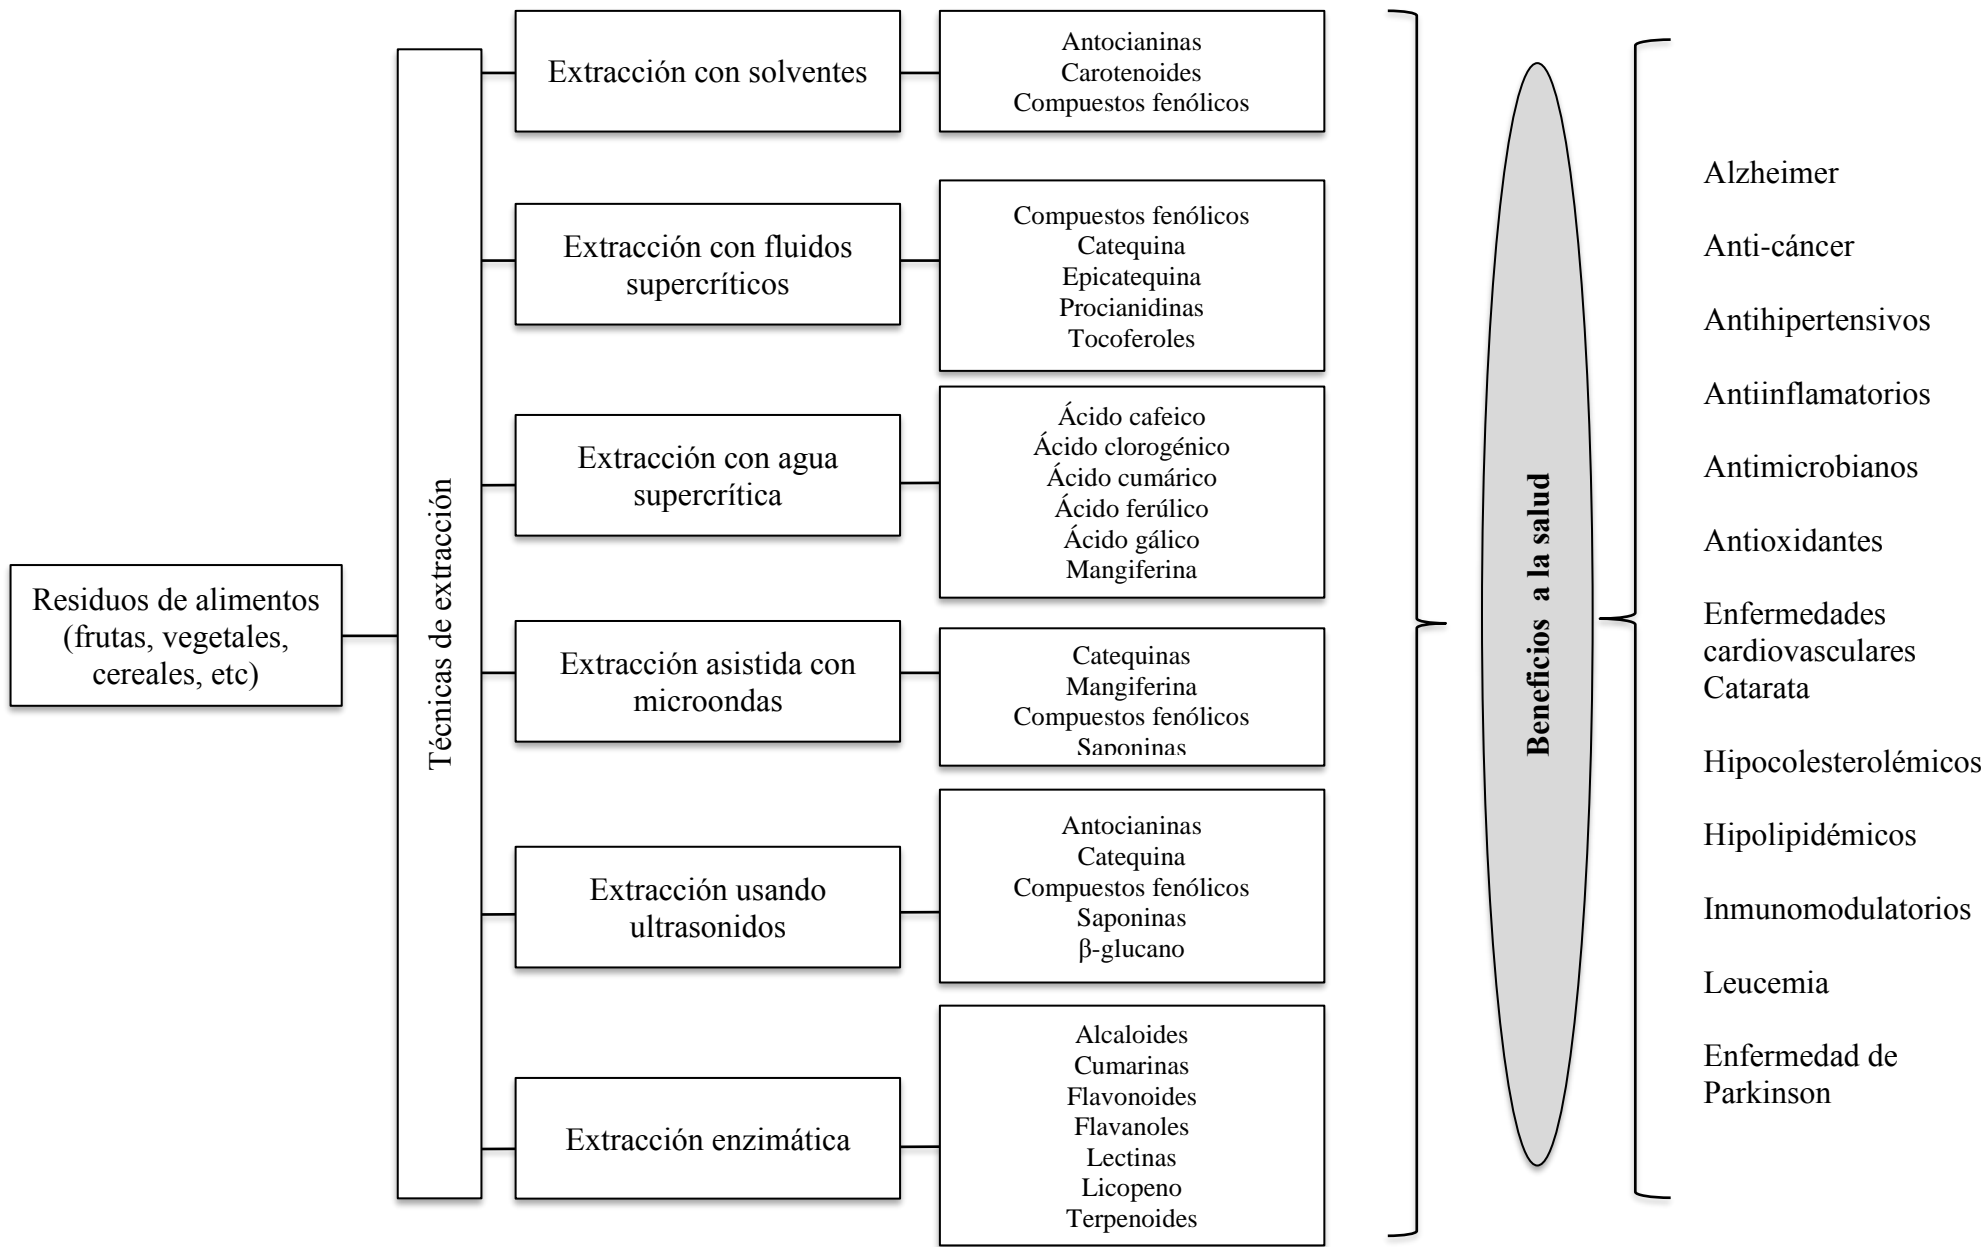 Residuos de alimentos
(frutas, vegetales,
cereales, etc)
Técnicas de extracción
Extracción con solventes
Antocianinas
Carotenoides
Compuestos fenólicos
Extracción con fluidos
supercríticos
Compuestos fenólicos
Catequina
Epicatequina
Procianidinas
Tocoferoles
Extracción con agua
supercrítica
Ácido cafeico
Ácido clorogénico
Ácido cumárico
Ácido ferúlico
Ácido gálico
Mangiferina
Extracción asistida con
microondas
Catequinas
Mangiferina
Compuestos fenólicos
Saponinas
Extracción usando
ultrasonidos
Antocianinas
Catequina
Compuestos fenólicos
Saponinas
β-glucano
Extracción enzimática
Alcaloides
Cumarinas
Flavonoides
Flavanoles
Lectinas
Licopeno
Terpenoides
Beneficios a la salud
Alzheimer
Anti-cáncer
Antihipertensivos
Antiinflamatorios
Antimicrobianos
Antioxidantes
Enfermedades
cardiovasculares
Catarata
Hipocolesterolémicos
Hipolipidémicos
Inmunomodulatorios
Leucemia
Enfermedad de
Parkinson